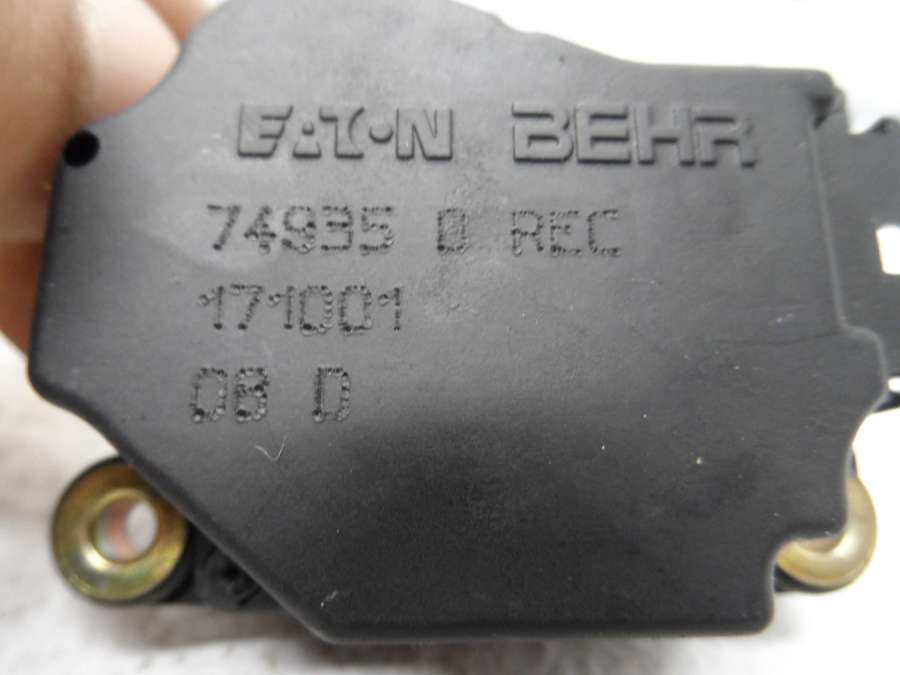 EATON BEHR
74935 D REC
171001
08 D